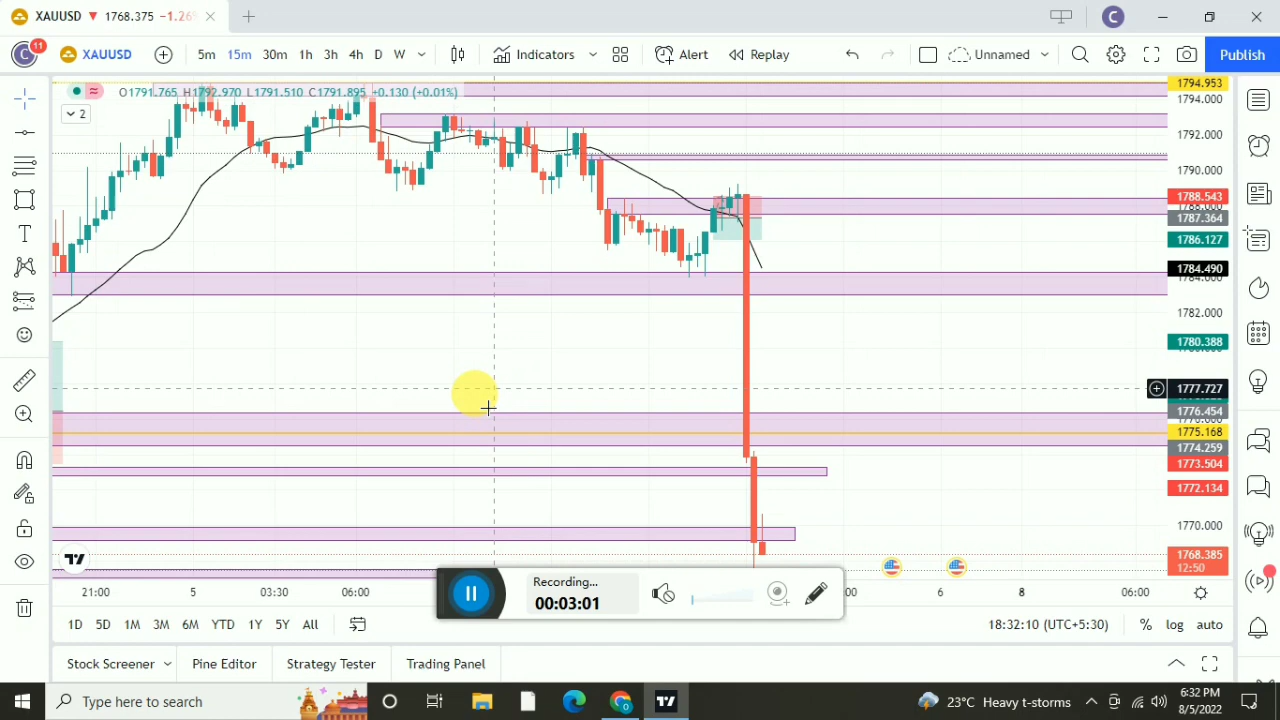 XAUUSD ▼ 1768.375 −1.26%
C
C 11 XAUUSD 5m 15m 30m 1h 3h 4h D W Indicators Alert Replay Unnamed Publish
O1791.765 H1792.970 L1791.510 C1791.895 +0.130 (+0.01%)
2
1794.953
1794.000
1792.000
1790.000
1788.543
1787.364
1786.127
1784.490
1784.000
1782.000
1780.388
1777.727
1776.454
1775.168
1774.259
1773.504
1772.134
1770.000
1768.385
12:50
Recording...
00:03:01
21:00 5 03:30 06:00 6 8 06:00
1D 5D 1M 3M 6M YTD 1Y 5Y All 18:32:10 (UTC+5:30) % log auto
Stock Screener Pine Editor Strategy Tester Trading Panel
Type here to search 23°C Heavy t-storms 6:32 PM
8/5/2022